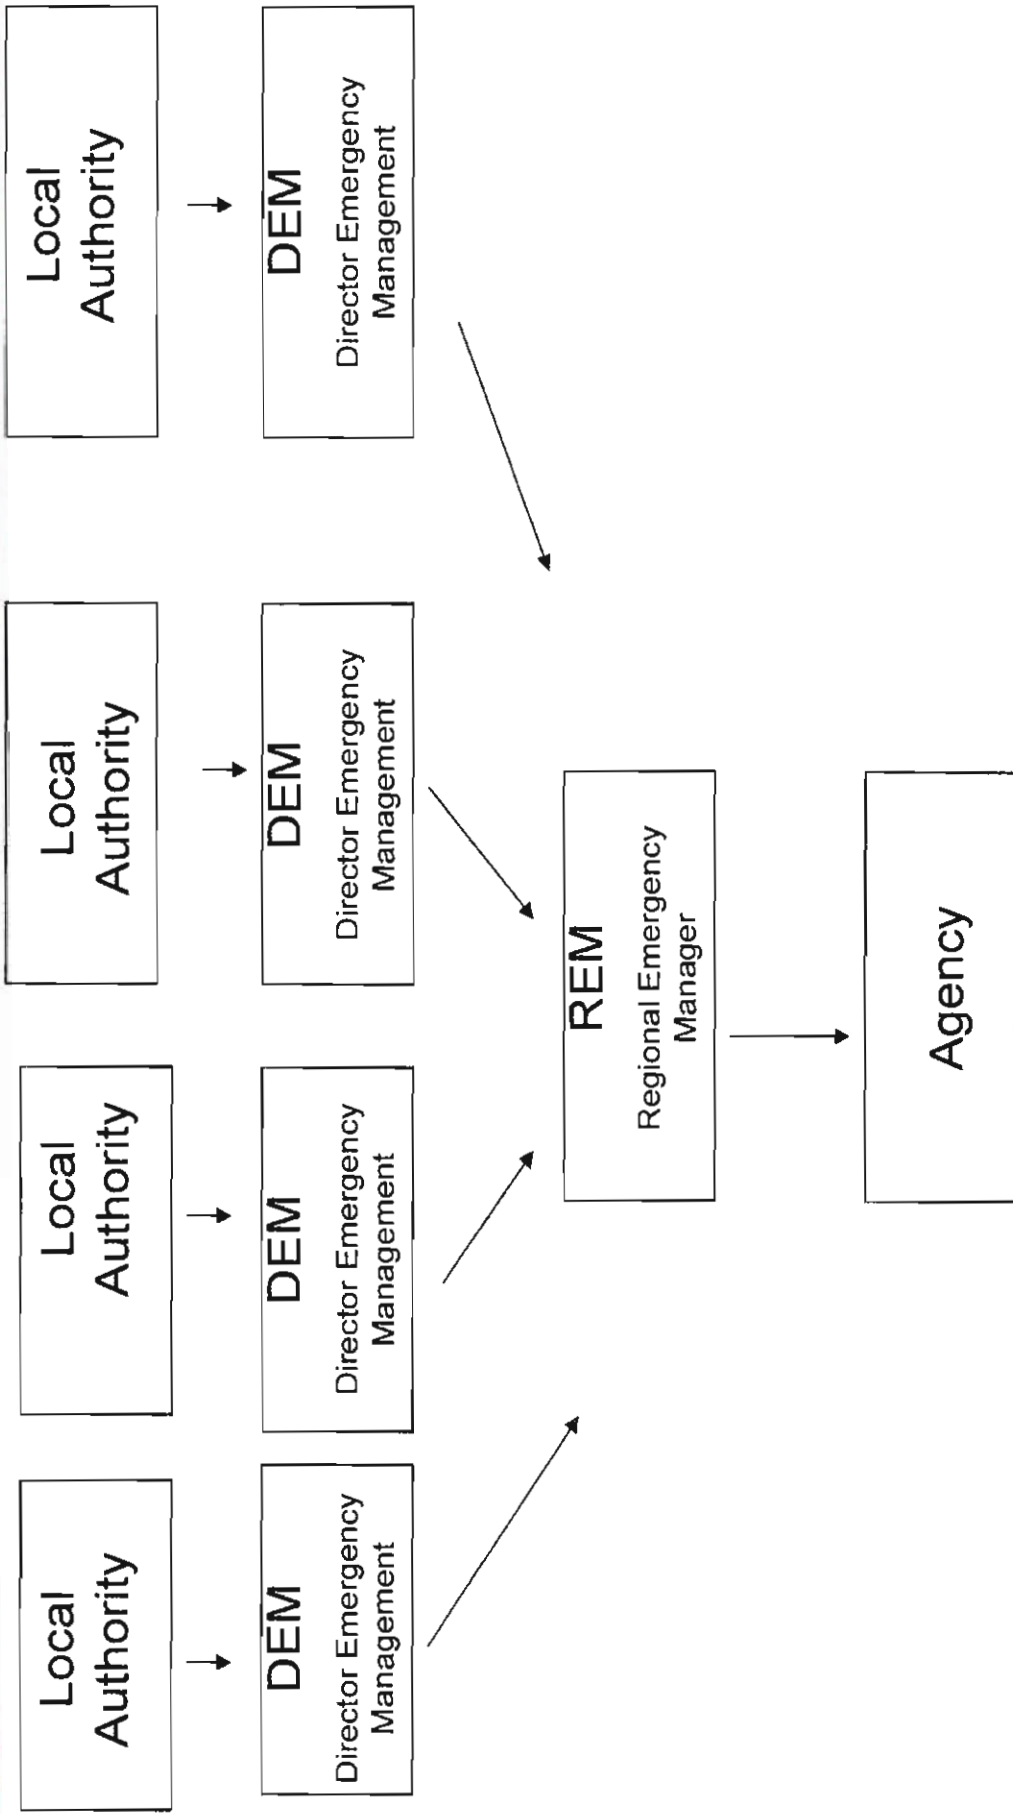 Local
Authority
Local
Authority
Local
Authority
Local
Authority
DEM
Director Emergency
Management
DEM
Director Emergency
Management
DEM
Director Emergency
Management
DEM
Director Emergency
Management
REM
Regional Emergency
Manager
Agency